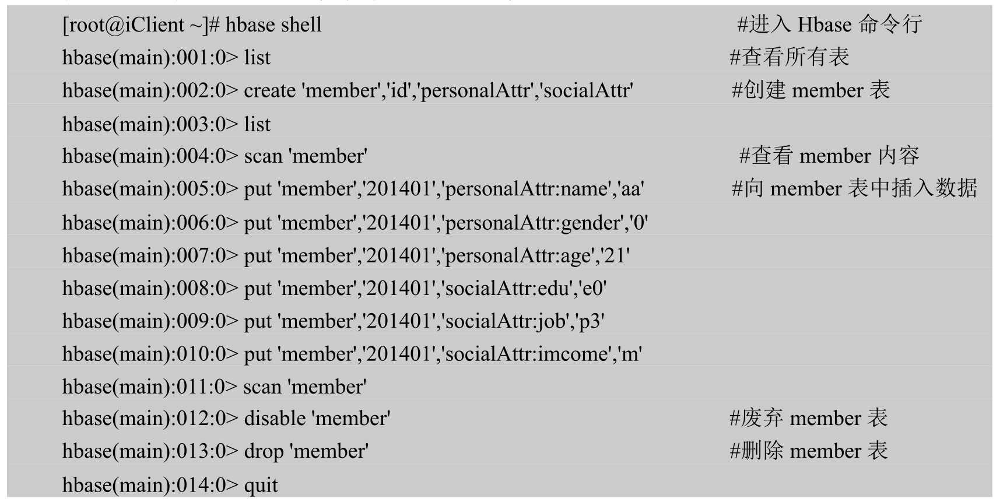 [root@iClient ~]# hbase shell #进入 Hbase 命令行
hbase(main):001:0> list #查看所有表
hbase(main):002:0> create 'member','id','personalAttr','socialAttr' #创建 member 表
hbase(main):003:0> list
hbase(main):004:0> scan 'member' #查看 member 内容
hbase(main):005:0> put 'member','201401','personalAttr:name','aa' #向 member 表中插入数据
hbase(main):006:0> put 'member','201401','personalAttr:gender','0'
hbase(main):007:0> put 'member','201401','personalAttr:age','21'
hbase(main):008:0> put 'member','201401','socialAttr:edu','e0'
hbase(main):009:0> put 'member','201401','socialAttr:job','p3'
hbase(main):010:0> put 'member','201401','socialAttr:imcome','m'
hbase(main):011:0> scan 'member'
hbase(main):012:0> disable 'member' #废弃 member 表
hbase(main):013:0> drop 'member' #删除 member 表
hbase(main):014:0> quit